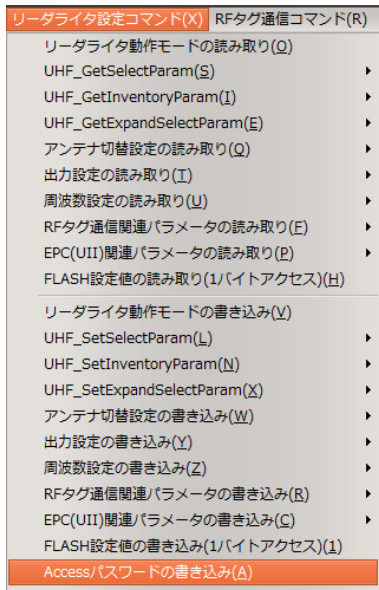 リーダライタ設定コマンド(X) RFタグ通信コマンド(R)
リーダライタ動作モードの読み取り(O)
UHF_GetSelectParam(S)
UHF_GetInventoryParam(I)
UHF_GetExpandSelectParam(E)
アンテナ切替設定の読み取り(Q)
出力設定の読み取り(T)
周波数設定の読み取り(U)
RFタグ通信関連パラメータの読み取り(F)
EPC(UII)関連パラメータの読み取り(P)
FLASH設定値の読み取り(1バイトアクセス)(H)
リーダライタ動作モードの書き込み(V)
UHF_SetSelectParam(L)
UHF_SetInventoryParam(N)
UHF_SetExpandSelectParam(X)
アンテナ切替設定の書き込み(W)
出力設定の書き込み(Y)
周波数設定の書き込み(Z)
RFタグ通信関連パラメータの書き込み(R)
EPC(UII)関連パラメータの書き込み(C)
FLASH設定値の書き込み(1バイトアクセス)(1)
Accessパスワードの書き込み(A)